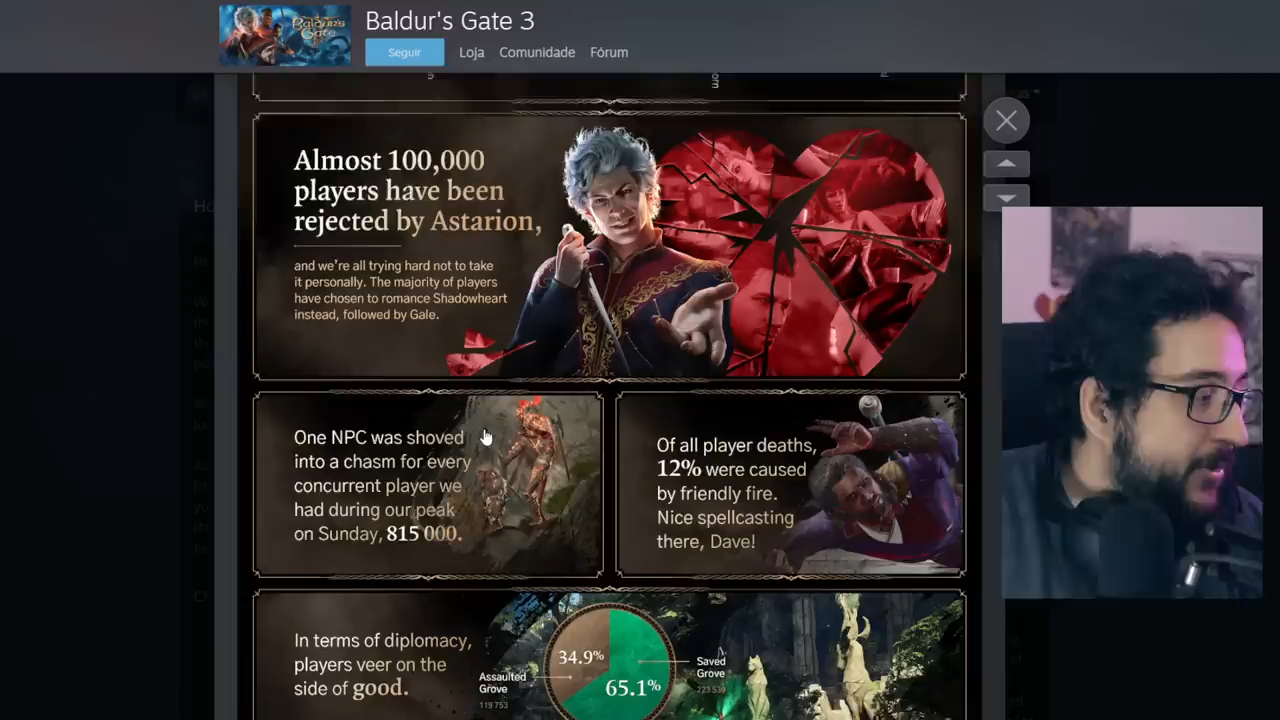 Baldur's Gate 3
Baldur's
Gate
Seguir
Loja
Comunidade
Fórum
Almost 100,000
players have been
rejected by Astarion,
and we're all trying hard not to take
it personally. The majority of players
have chosen to romance Shadowheart
instead, followed by Gale.
One NPC was shoved
into a chasm for every
concurrent player we
had during our peak
on Sunday, 815 000.
Of all player deaths,
12% were caused
by friendly fire.
Nice spellcasting
there, Dave!
In terms of diplomacy,
players veer on the
side of good.
34.9%
Assaulted
Grove
119 753
65.1%
Saved
Grove
223 539